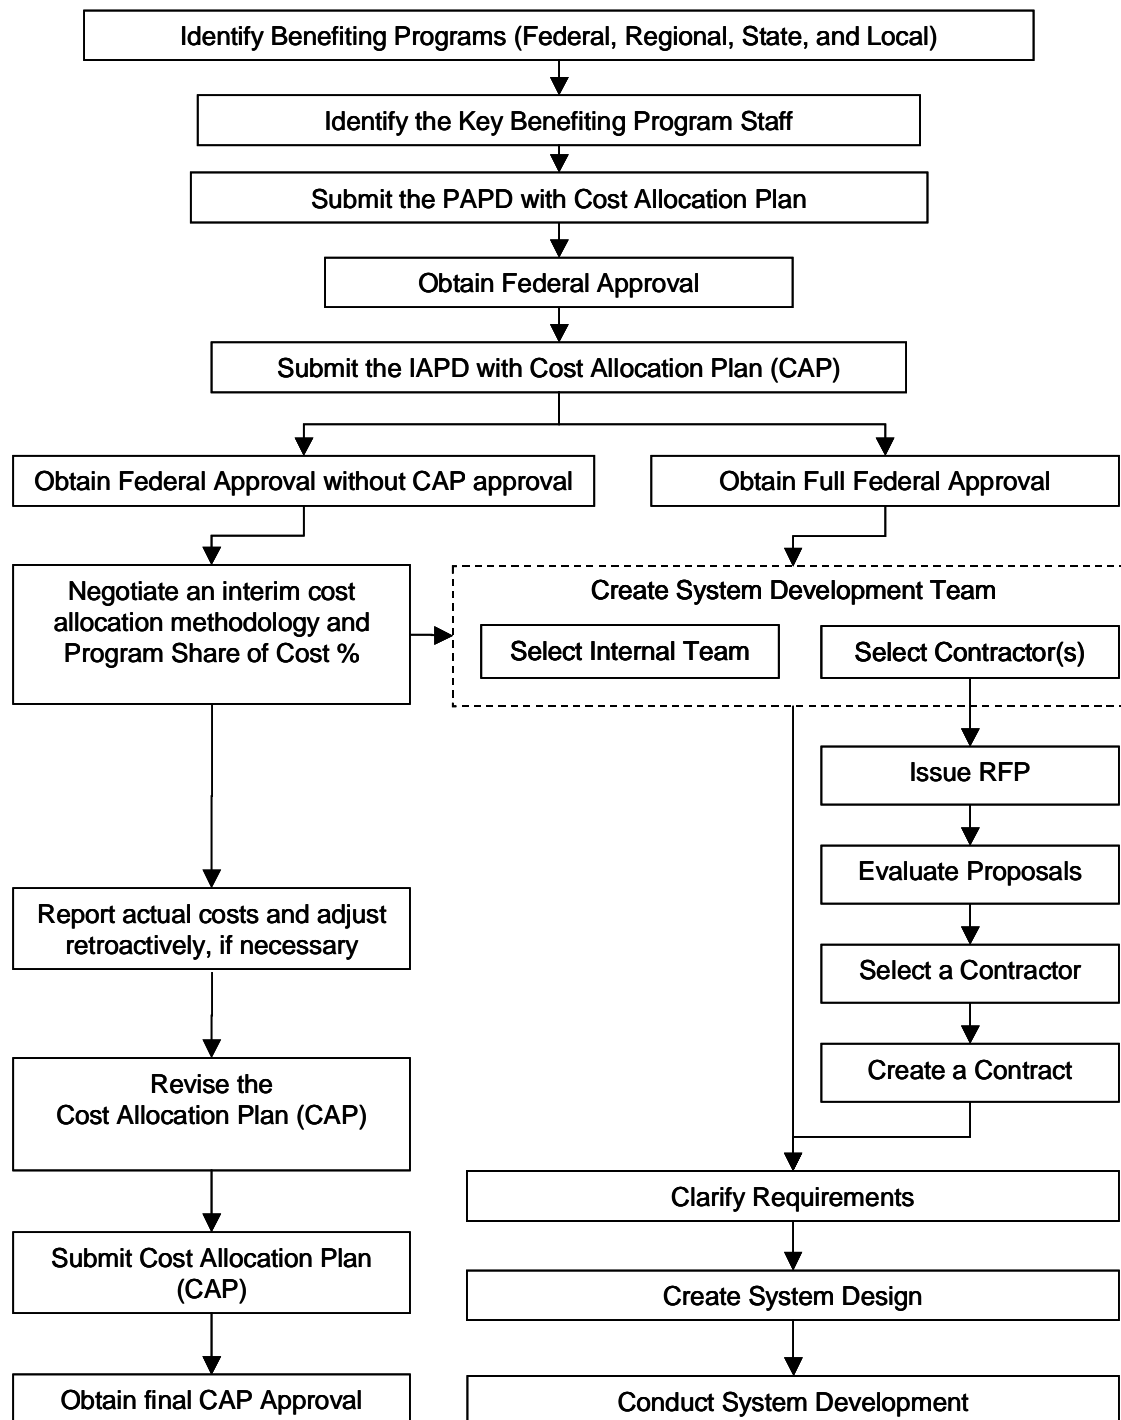 Identify Benefiting Programs (Federal, Regional, State, and Local)
Identify the Key Benefiting Program Staff
Submit the PAPD with Cost Allocation Plan
Obtain Federal Approval
Submit the IAPD with Cost Allocation Plan (CAP)
Obtain Federal Approval without CAP approval
Obtain Full Federal Approval
Negotiate an interim cost
allocation methodology and
Program Share of Cost %
Create System Development Team
Select Internal Team
Select Contractor(s)
Issue RFP
Evaluate Proposals
Select a Contractor
Create a Contract
Report actual costs and adjust
retroactively, if necessary
Revise the
Cost Allocation Plan (CAP)
Submit Cost Allocation Plan
(CAP)
Obtain final CAP Approval
Clarify Requirements
Create System Design
Conduct System Development